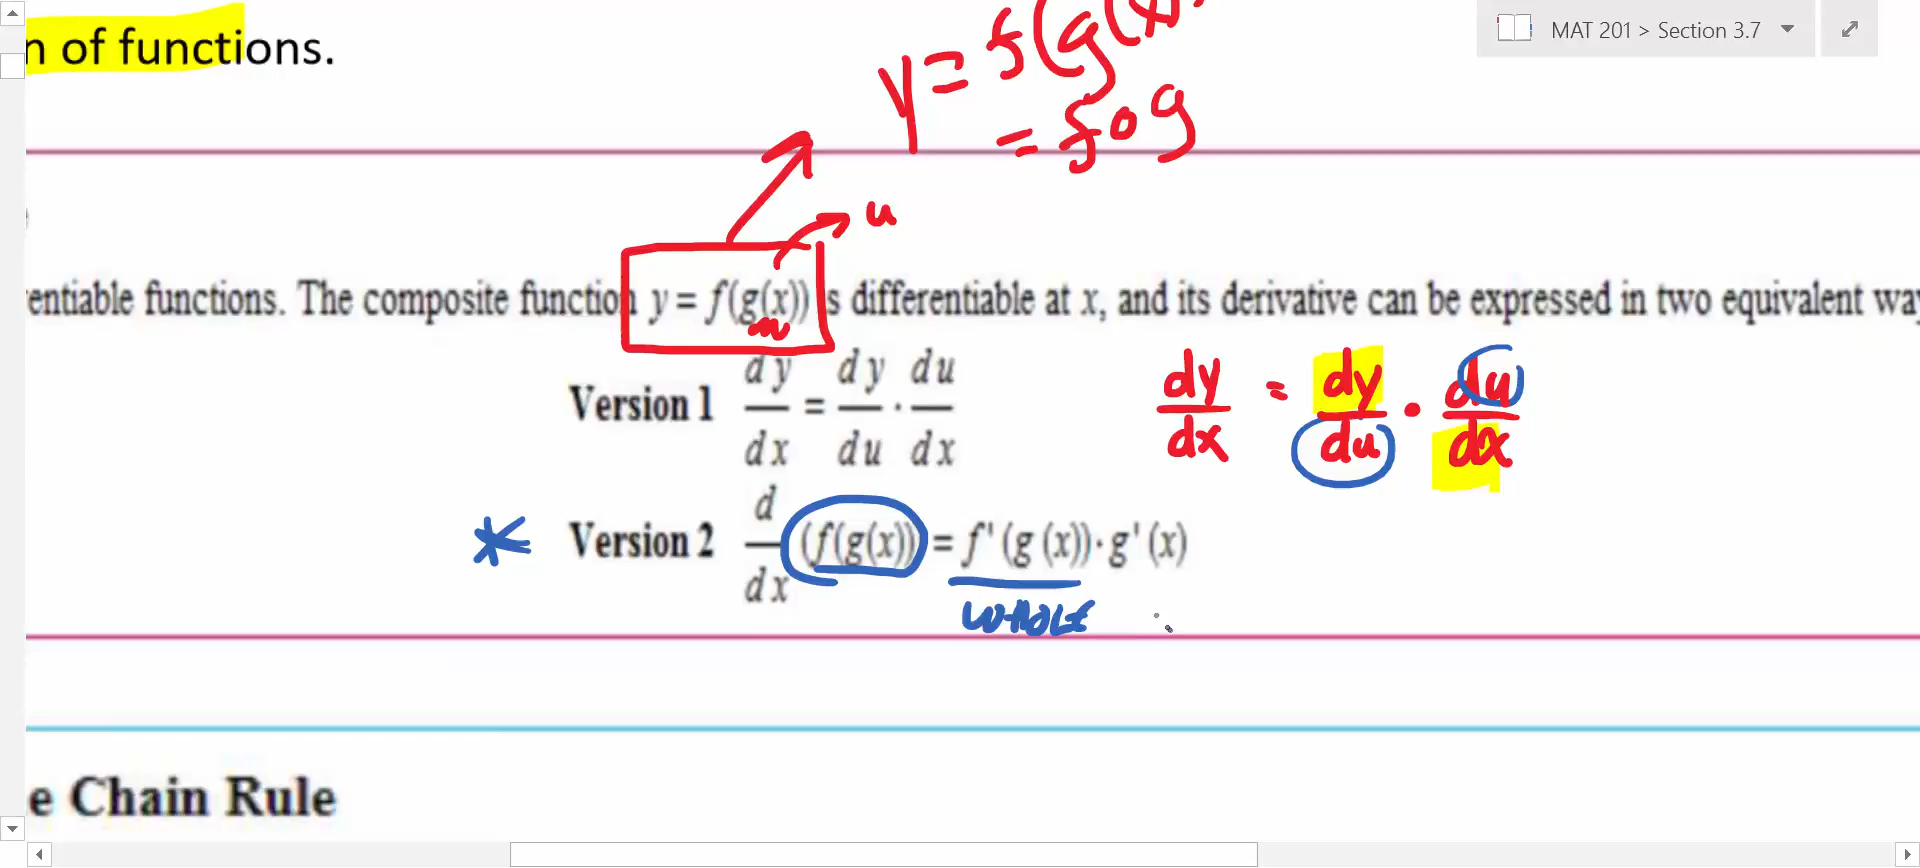 n of functions.
MAT 201 > Section 3.7
y = f(g(x)
= f o g
u
entiable functions. The composite function y = f(g(x)) s differentiable at x, and its derivative can be expressed in two equivalent way
Version 1 dy/dx = dy/du · du/dx
dy/dx = dy/du · du/dx
Version 2 d/dx (f(g(x)) = f'(g(x)) · g'(x)
WHOLE
e Chain Rule